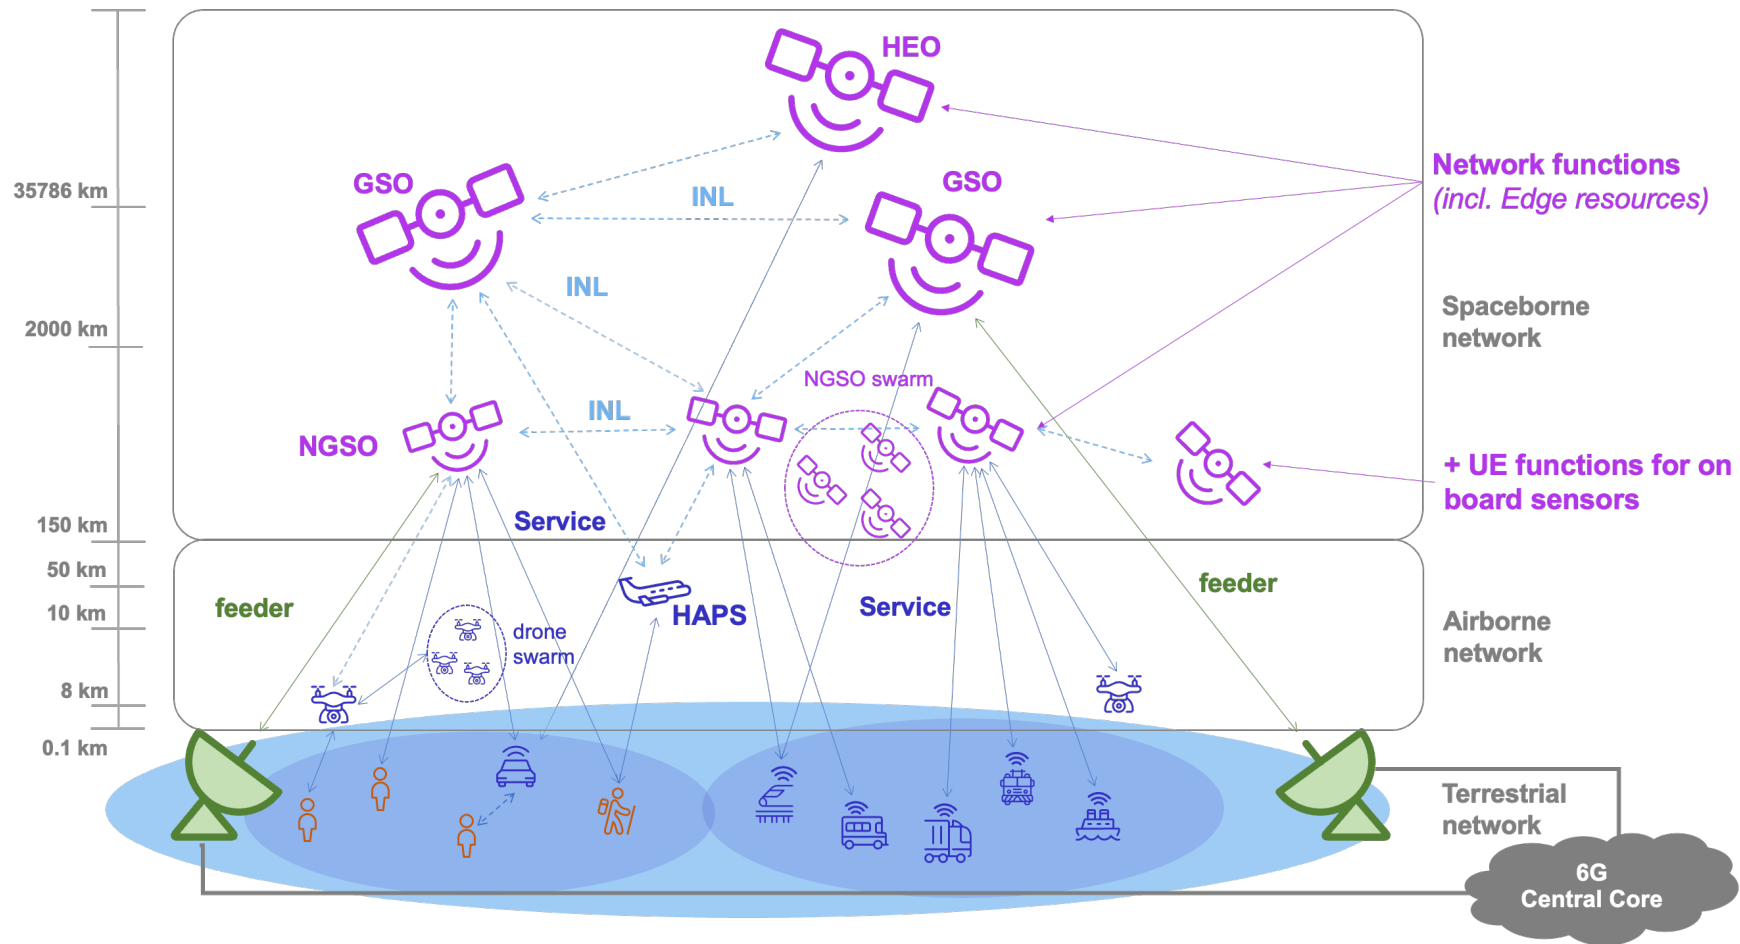 HEO
Network functions
(incl. Edge resources)
GSO
GSO
35786 km
INL
INL
Spaceborne
network
2000 km
NGSO swarm
INL
NGSO
+ UE functions for on
board sensors
150 km
Service
50 km
feeder
10 km
feeder
HAPS
Service
Airborne
network
drone
swarm
8 km
0.1 km
Terrestrial
network
6G
Central Core